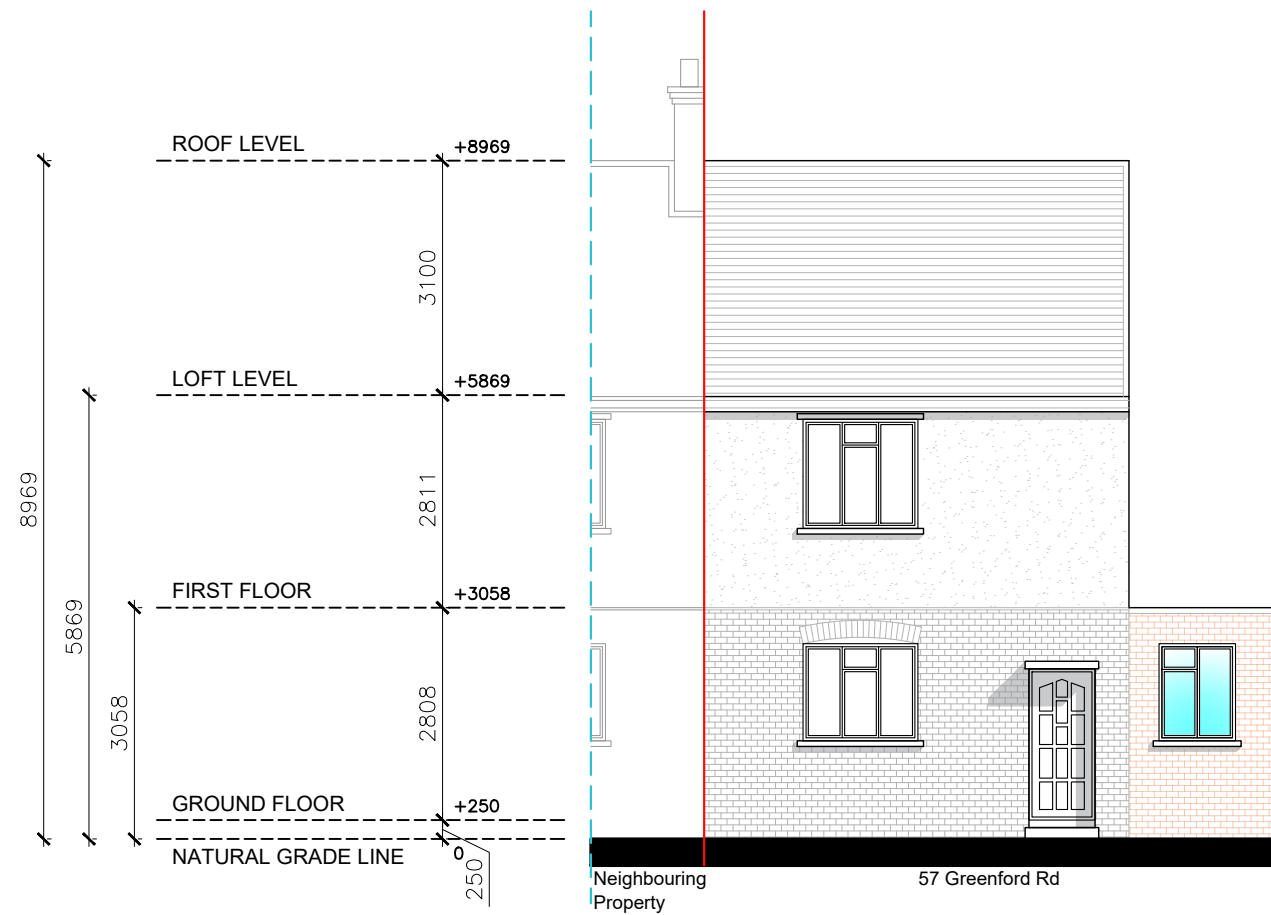 ROOF LEVEL +8969
3100
LOFT LEVEL +5869
8969
2811
FIRST FLOOR +3058
5869
3058
2808
GROUND FLOOR +250
NATURAL GRADE LINE 0
250
Neighbouring
Property
57 Greenford Rd